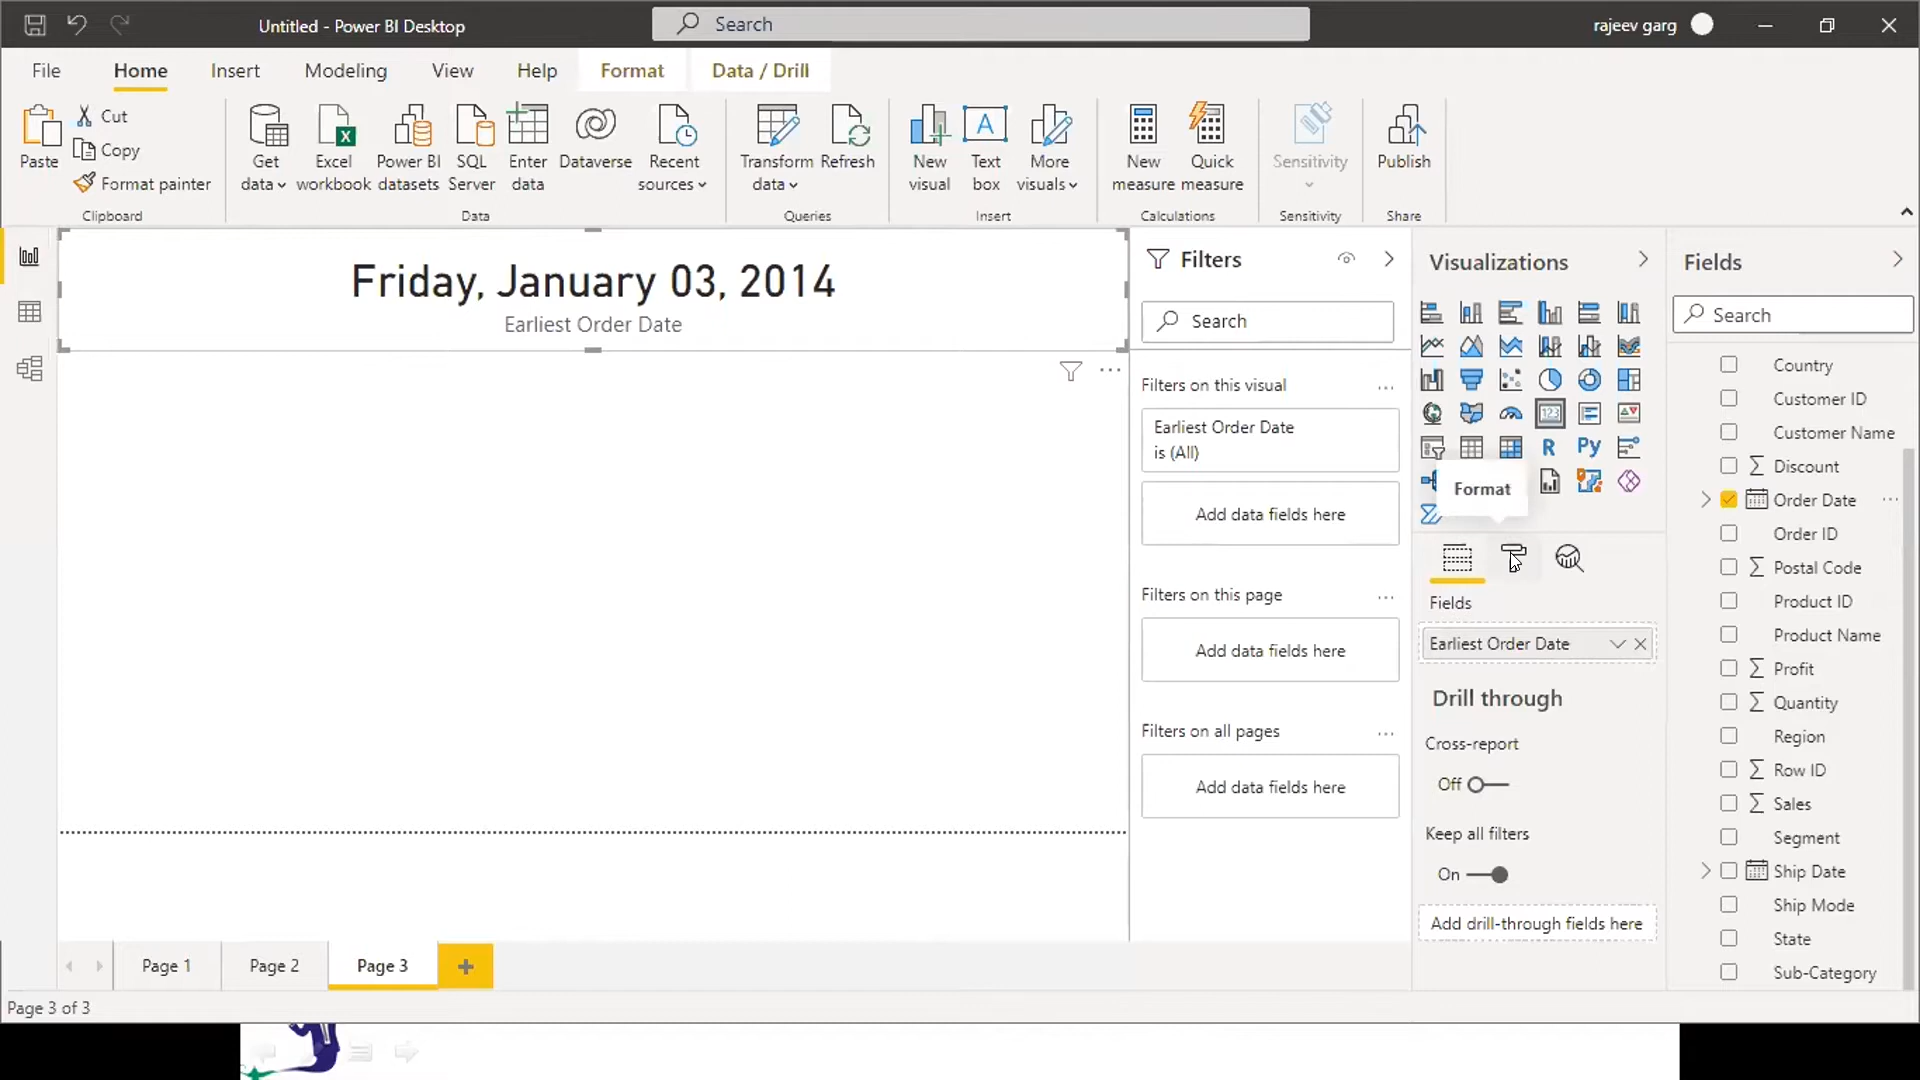 Untitled - Power BI Desktop
Search
rajeev garg
File
Home
Insert
Modeling
View
Help
Format
Data / Drill
Paste
Cut
Copy
Format painter
Clipboard
Get data
Excel workbook
Power BI datasets
SQL Server
Enter data
Dataverse
Recent sources
Data
Transform data
Refresh
Queries
New visual
Text box
More visuals
Insert
New measure
Quick measure
Calculations
Sensitivity
Sensitivity
Publish
Share
Friday, January 03, 2014
Earliest Order Date
Filters
Search
Filters on this visual
Earliest Order Date
is (All)
Add data fields here
Filters on this page
Add data fields here
Filters on all pages
Add data fields here
Visualizations
123
R
Py
Format
Fields
Earliest Order Date
Drill through
Cross-report
Off
Keep all filters
On
Add drill-through fields here
Fields
Search
Country
Customer ID
Customer Name
Discount
Order Date
Order ID
Postal Code
Product ID
Product Name
Profit
Quantity
Region
Row ID
Sales
Segment
Ship Date
Ship Mode
State
Sub-Category
Page 1
Page 2
Page 3
Page 3 of 3